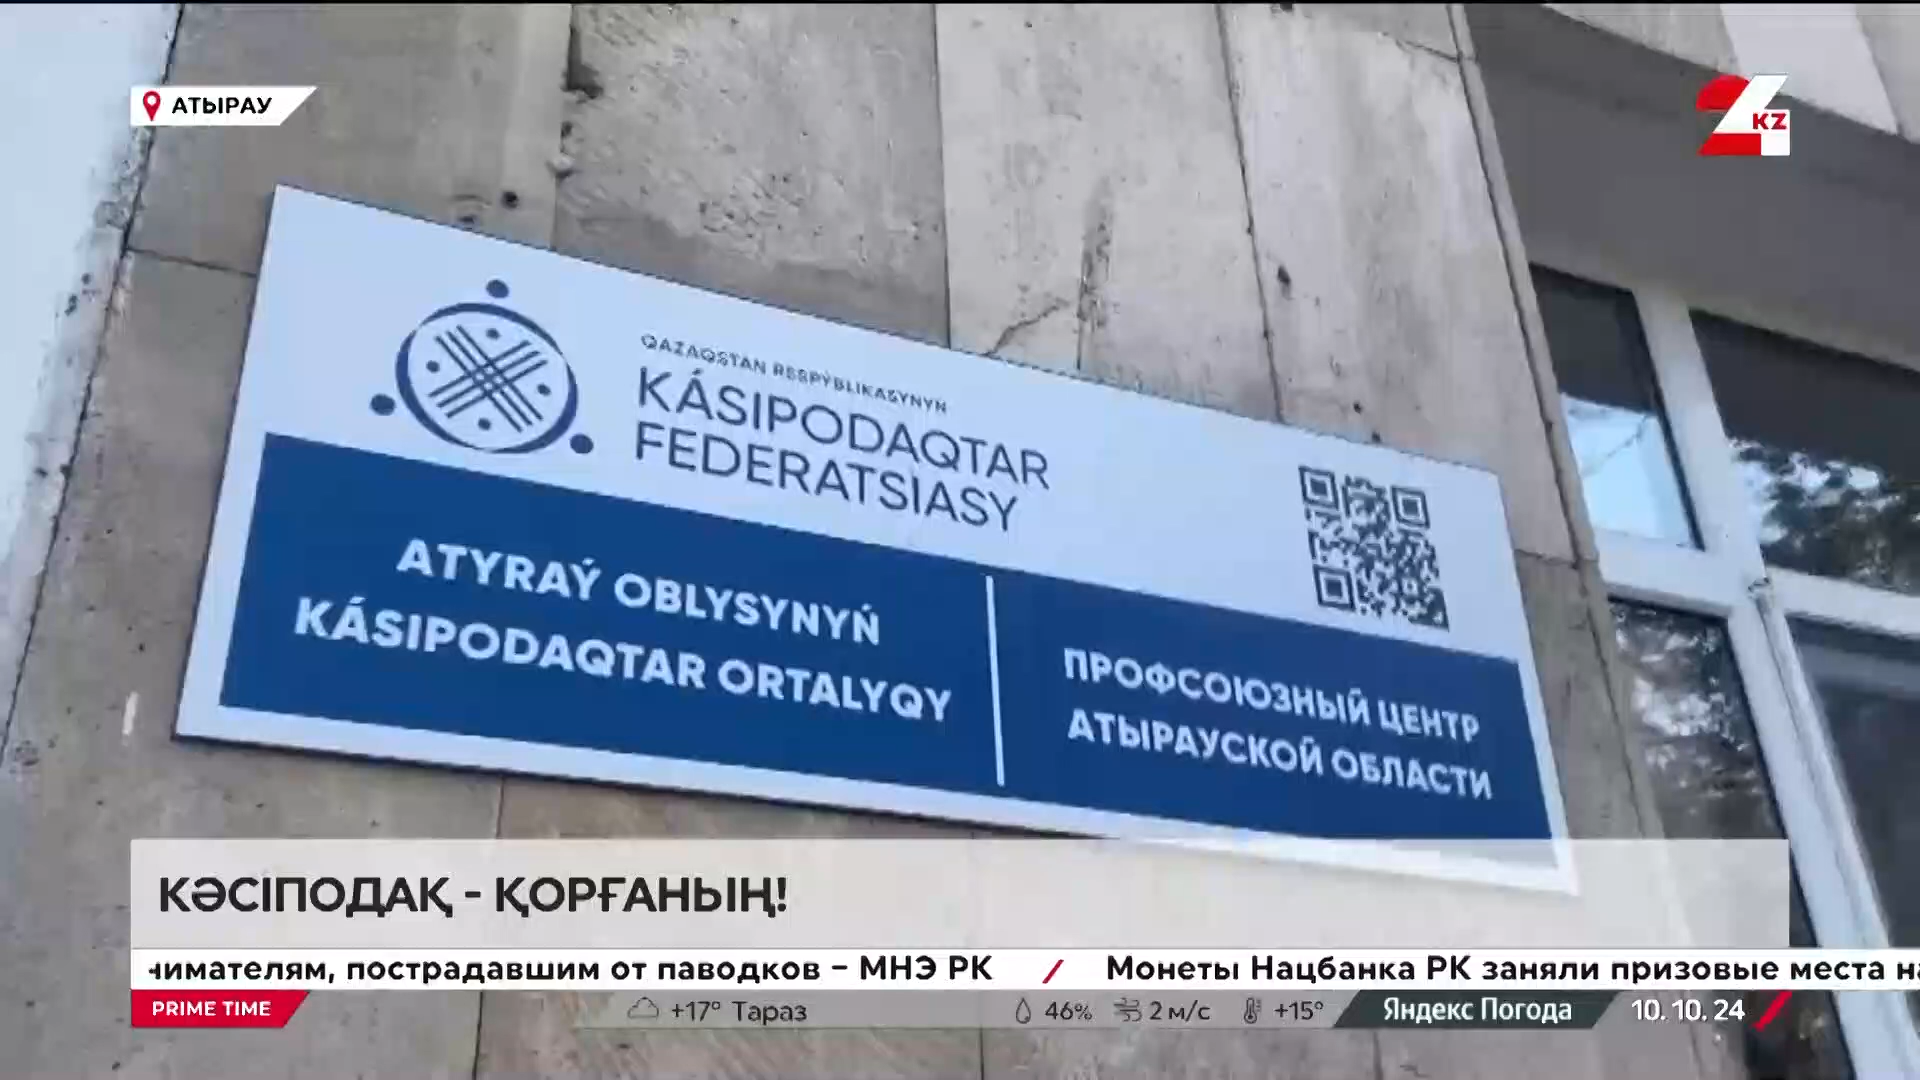 АТЫРАУ
24 KZ
QAZAQSTAN RESPÝBLIKASYNYŃ
KÁSIPODAQTAR
FEDERATSIASY
ATYRAÝ OBLYSYNYŃ
KÁSIPODAQTAR ORTALYQY
ПРОФСОЮЗНЫЙ ЦЕНТР
АТЫРАУСКОЙ ОБЛАСТИ
КӘСІПОДАҚ - ҚОРҒАНЫҢ!
нимателям, пострадавшим от паводков – МНЭ РК / Монеты Нацбанка РК заняли призовые места на
PRIME TIME +17° Тараз 46% 2 м/с +15° Яндекс Погода 10.10.24